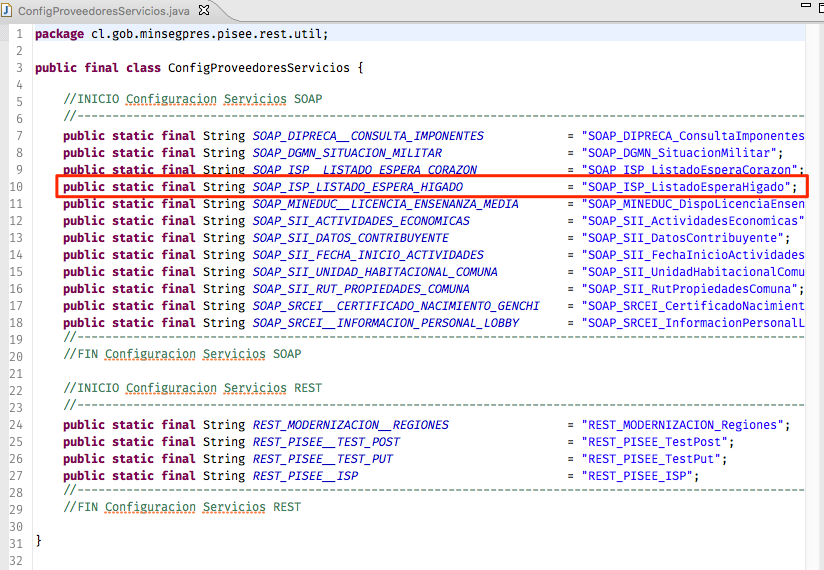 ConfigProveedoresServicios.java
1 package cl.gob.minsegpres.pisee.rest.util;
2
3 public final class ConfigProveedoresServicios {
4
5 //INICIO Configuracion Servicios SOAP
6 //------------------------------------------------------------------------------------------------
7 public static final String SOAP_DIPRECA__CONSULTA_IMPONENTES = "SOAP_DIPRECA_ConsultaImponentes
8 public static final String SOAP_DGMN_SITUACION_MILITAR = "SOAP_DGMN_SituacionMilitar";
9 public static final String SOAP_ISP__LISTADO_ESPERA_CORAZON = "SOAP_ISP_ListadoEsperaCorazon";
10 public static final String SOAP_ISP_LISTADO_ESPERA_HIGADO = "SOAP_ISP_ListadoEsperaHigado";
11 public static final String SOAP_MINEDUC__LICENCIA_ENSENANZA_MEDIA = "SOAP_MINEDUC_DispoLicenciaEnsen
12 public static final String SOAP_SII_ACTIVIDADES_ECONOMICAS = "SOAP_SII_ActividadesEconomicas"
13 public static final String SOAP_SII_DATOS_CONTRIBUYENTE = "SOAP_SII_DatosContribuyente";
14 public static final String SOAP_SII_FECHA_INICIO_ACTIVIDADES = "SOAP_SII_FechaInicioActividades
15 public static final String SOAP_SII_UNIDAD_HABITACIONAL_COMUNA = "SOAP_SII_UnidadHabitacionalComu
16 public static final String SOAP_SII_RUT_PROPIEDADES_COMUNA = "SOAP_SII_RutPropiedadesComuna";
17 public static final String SOAP_SRCEI__CERTIFICADO_NACIMIENTO_GENCHI = "SOAP_SRCEI_CertificadoNacimient
18 public static final String SOAP_SRCEI__INFORMACION_PERSONAL_LOBBY = "SOAP_SRCEI_InformacionPersonalL
19 //------------------------------------------------------------------------------------------------
20 //FIN Configuracion Servicios SOAP
21
22 //INICIO Configuracion Servicios REST
23 //------------------------------------------------------------------------------------------------
24 public static final String REST_MODERNIZACION__REGIONES = "REST_MODERNIZACION_Regiones";
25 public static final String REST_PISEE__TEST_POST = "REST_PISEE_TestPost";
26 public static final String REST_PISEE__TEST_PUT = "REST_PISEE_TestPut";
27 public static final String REST_PISEE__ISP = "REST_PISEE_ISP";
28 //------------------------------------------------------------------------------------------------
29 //FIN Configuracion Servicios REST
30
31 }
32